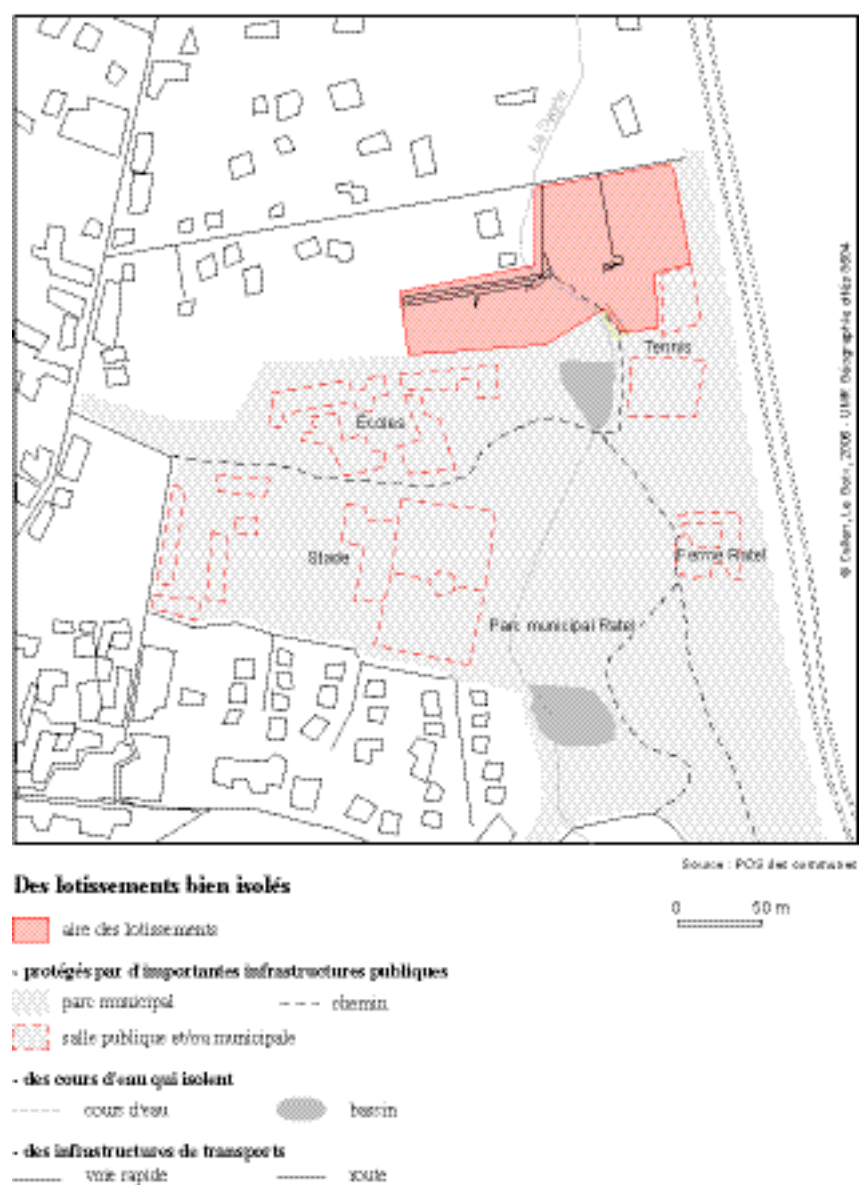 La
Tennis
Écoles
Stade
Ferme Ratel
Parc municipal Ratel
Source : POS des communes
Des lotissements bien isolés
0 50 m
aire des lotissements
- protégés par d'importantes infrastructures publiques
parc municipal chemin
salle publique et/ou municipale
- des cours d'eau qui isolent
cours d'eau bassin
- des infrastructures de transports
voie rapide route